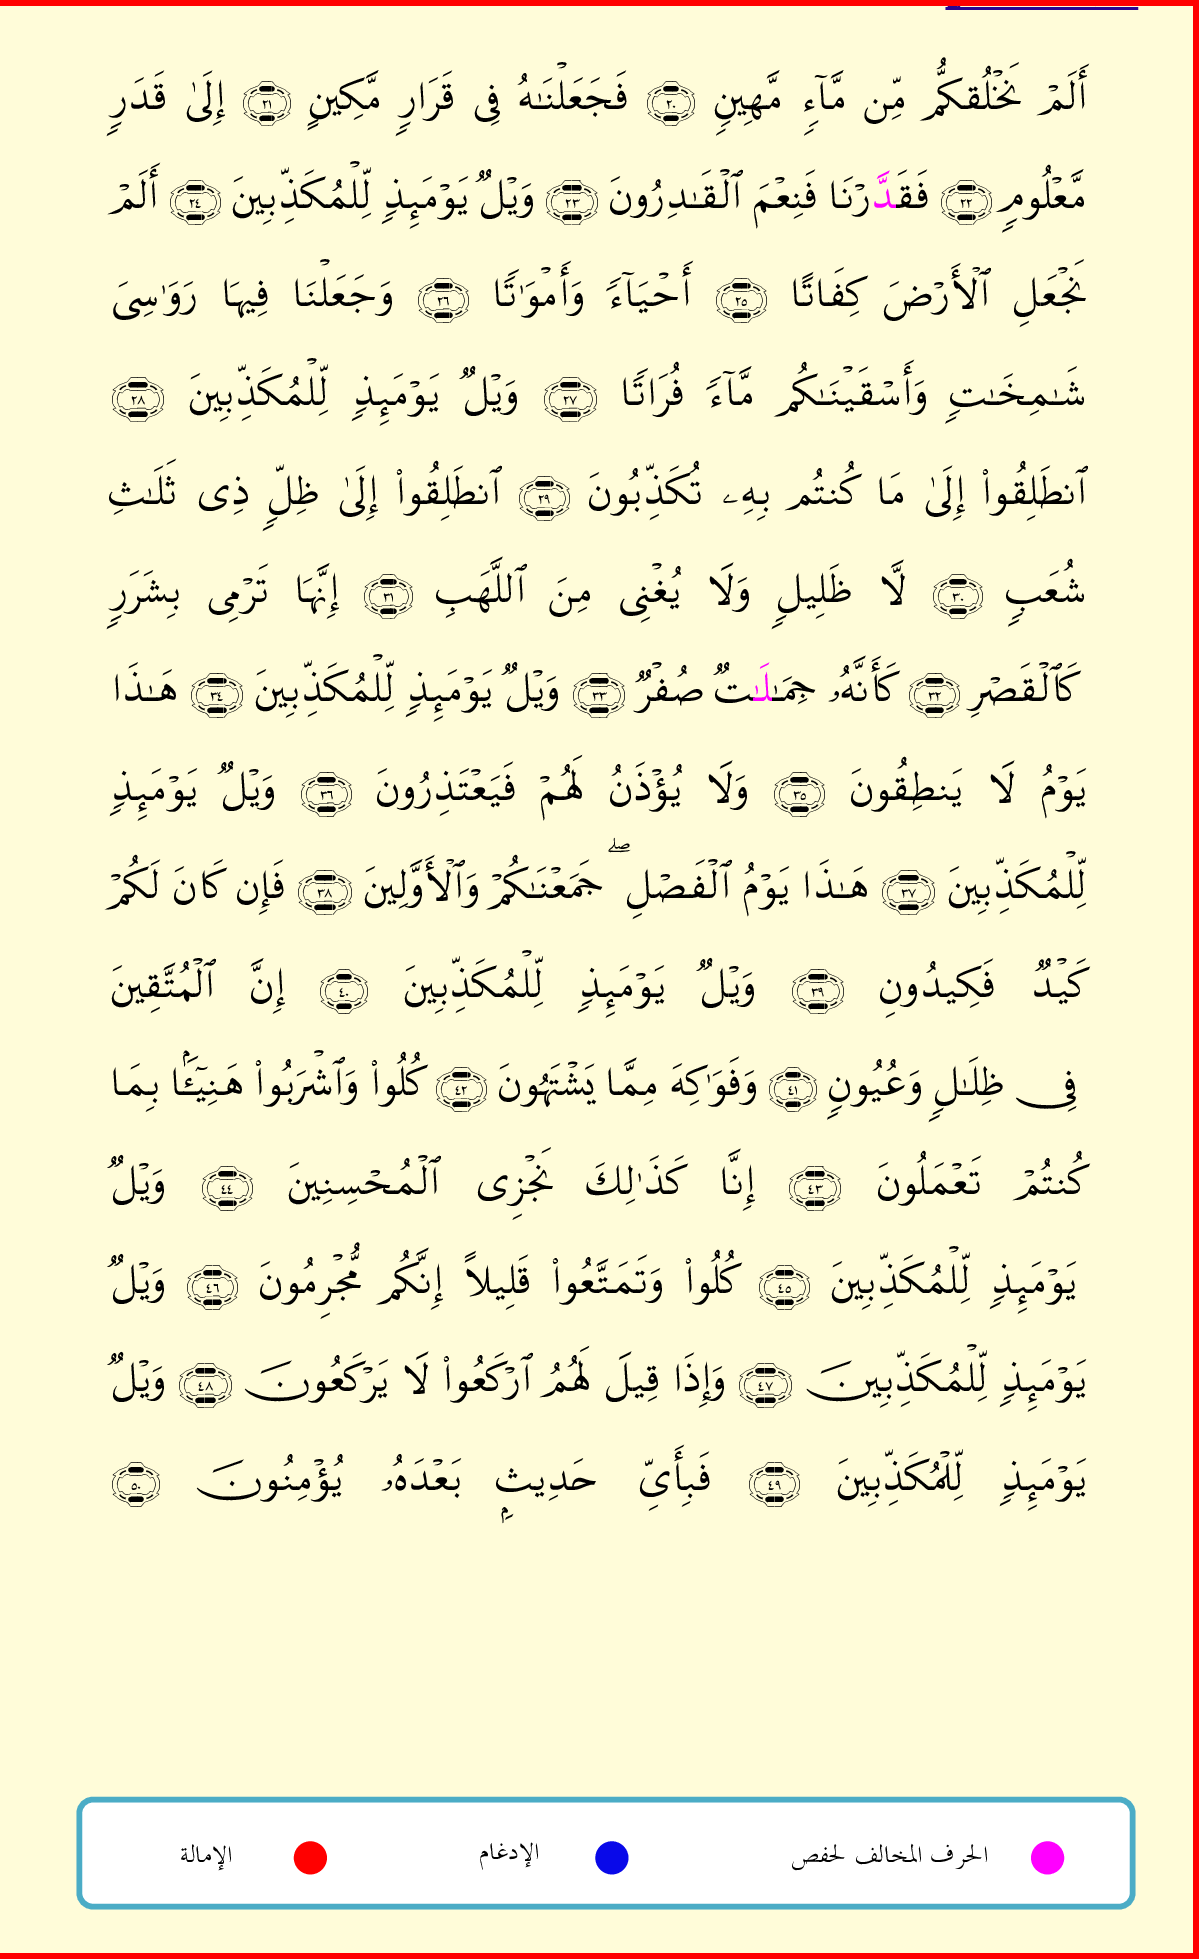 أَلَمْ نَخْلُقكُّم مِّن مَّآءٍ مَّهِينٍ ٢٠ فَجَعَلْنَـٰهُ فِى قَرَارٍ مَّكِينٍ ٢١ إِلَىٰ قَدَرٍ
مَّعْلُومٍ ٢٢ فَقَدَّرْنَا فَنِعْمَ ٱلْقَـٰدِرُونَ ٢٣ وَيْلٌ يَوْمَئِذٍ لِّلْمُكَذِّبِينَ ٢٤ أَلَمْ
نَجْعَلِ ٱلْأَرْضَ كِفَاتًا ٢٥ أَحْيَآءً وَأَمْوَٰتًا ٢٦ وَجَعَلْنَا فِيهَا رَوَٰسِىَ
شَـٰمِخَـٰتٍ وَأَسْقَيْنَـٰكُم مَّآءً فُرَاتًا ٢٧ وَيْلٌ يَوْمَئِذٍ لِّلْمُكَذِّبِينَ ٢٨
ٱنطَلِقُوا۟ إِلَىٰ مَا كُنتُم بِهِۦ تُكَذِّبُونَ ٢٩ ٱنطَلِقُوا۟ إِلَىٰ ظِلٍّ ذِى ثَلَـٰثِ
شُعَبٍ ٣٠ لَّا ظَلِيلٍ وَلَا يُغْنِى مِنَ ٱللَّهَبِ ٣١ إِنَّهَا تَرْمِى بِشَرَرٍ
كَٱلْقَصْرِ ٣٢ كَأَنَّهُۥ جِمَـٰلَـٰتٌ صُفْرٌ ٣٣ وَيْلٌ يَوْمَئِذٍ لِّلْمُكَذِّبِينَ ٣٤ هَـٰذَا
يَوْمُ لَا يَنطِقُونَ ٣٥ وَلَا يُؤْذَنُ لَهُمْ فَيَعْتَذِرُونَ ٣٦ وَيْلٌ يَوْمَئِذٍ
لِّلْمُكَذِّبِينَ ٣٧ هَـٰذَا يَوْمُ ٱلْفَصْلِ ۖ جَمَعْنَـٰكُمْ وَٱلْأَوَّلِينَ ٣٨ فَإِن كَانَ لَكُمْ
كَيْدٌ فَكِيدُونِ ٣٩ وَيْلٌ يَوْمَئِذٍ لِّلْمُكَذِّبِينَ ٤٠ إِنَّ ٱلْمُتَّقِينَ
فِى ظِلَـٰلٍ وَعُيُونٍ ٤١ وَفَوَٰكِهَ مِمَّا يَشْتَهُونَ ٤٢ كُلُوا۟ وَٱشْرَبُوا۟ هَنِيٓـًٔۢا بِمَا
كُنتُمْ تَعْمَلُونَ ٤٣ إِنَّا كَذَٰلِكَ نَجْزِى ٱلْمُحْسِنِينَ ٤٤ وَيْلٌ
يَوْمَئِذٍ لِّلْمُكَذِّبِينَ ٤٥ كُلُوا۟ وَتَمَتَّعُوا۟ قَلِيلًا إِنَّكُم مُّجْرِمُونَ ٤٦ وَيْلٌ
يَوْمَئِذٍ لِّلْمُكَذِّبِينَ ٤٧ وَإِذَا قِيلَ لَهُمُ ٱرْكَعُوا۟ لَا يَرْكَعُونَ ٤٨ وَيْلٌ
يَوْمَئِذٍ لِّلْمُكَذِّبِينَ ٤٩ فَبِأَىِّ حَدِيثٍۭ بَعْدَهُۥ يُؤْمِنُونَ ٥٠
الحرف المخالف لحفص الإدغام الإمالة